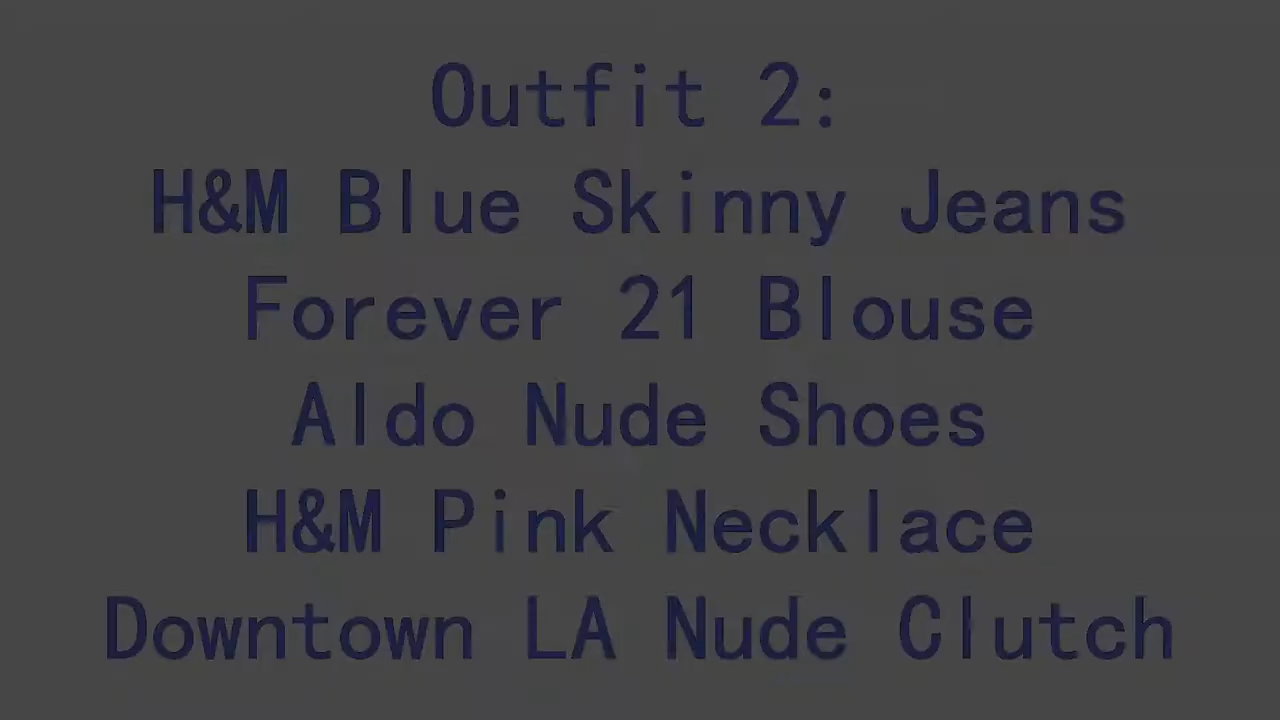 Outfit 2:
H&M Blue Skinny Jeans
Forever 21 Blouse
Aldo Nude Shoes
H&M Pink Necklace
Downtown LA Nude Clutch